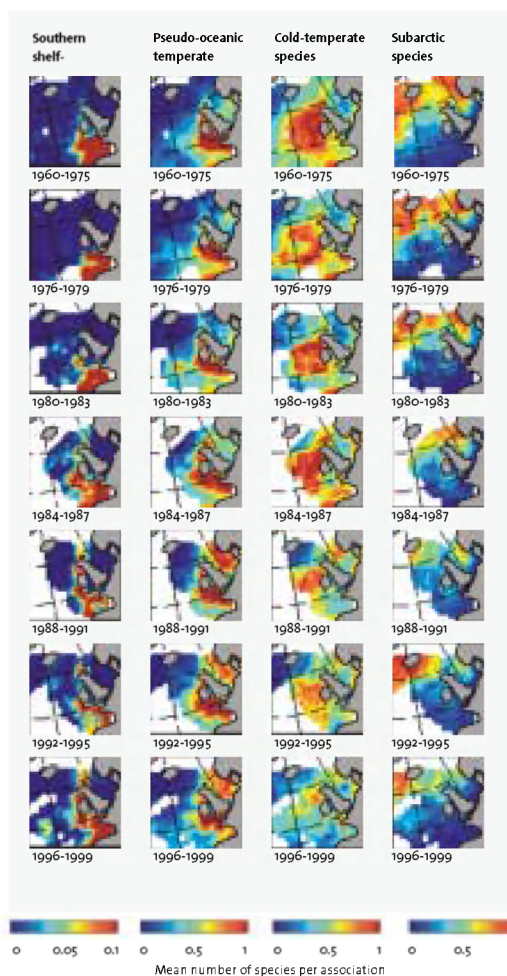 Southern shelf-
Pseudo-oceanic temperate
Cold-temperate species
Subarctic species
1960-1975 1960-1975 1960-1975 1960-1975
1976-1979 1976-1979 1976-1979 1976-1979
1980-1983 1980-1983 1980-1983 1980-1983
1984-1987 1984-1987 1984-1987 1984-1987
1988-1991 1988-1991 1988-1991 1988-1991
1992-1995 1992-1995 1992-1995 1992-1995
1996-1999 1996-1999 1996-1999 1996-1999
0 0.05 0.1 0 0.5 1 0 0.5 1 0 0.5
Mean number of species per association